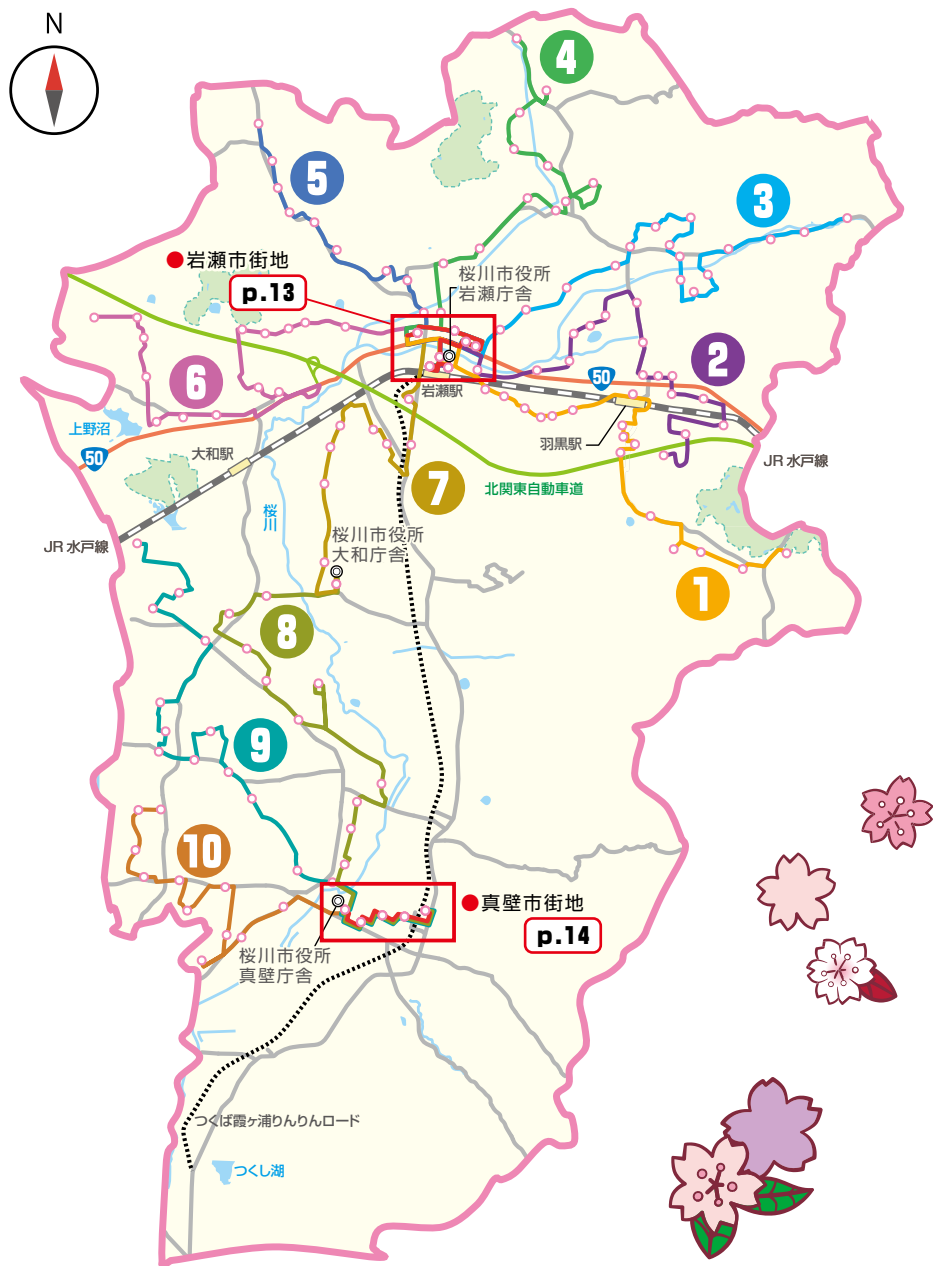 N
4
5
3
岩瀬市街地
p.13
桜川市役所
岩瀬庁舎
2
6
50
岩瀬駅
上野沼
50
大和駅
羽黒駅
JR 水戸線
7
北関東自動車道
桜川
桜川市役所
大和庁舎
JR 水戸線
1
8
9
10
真壁市街地
p.14
桜川市役所
真壁庁舎
つくば霞ヶ浦りんりんロード
つくし湖